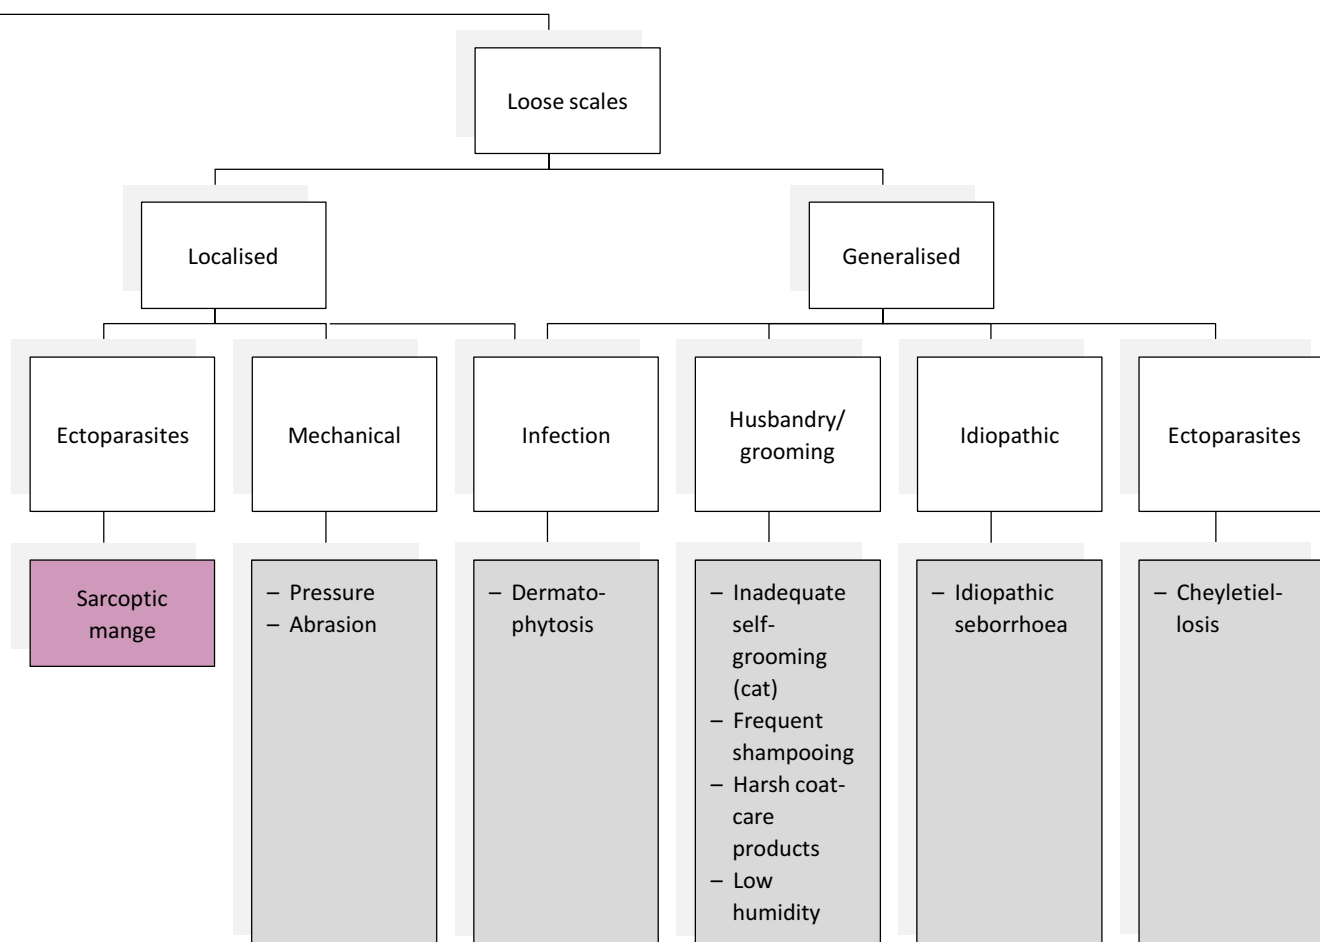 Loose scales
Localised
Generalised
Ectoparasites
Mechanical
Infection
Husbandry/
grooming
Idiopathic
Ectoparasites
Sarcoptic
mange
– Pressure
– Abrasion
– Dermato-
phytosis
– Inadequate
self-
grooming
(cat)
– Frequent
shampooing
– Harsh coat-
care
products
– Low
humidity
– Idiopathic
seborrhoea
– Cheyletiel-
losis